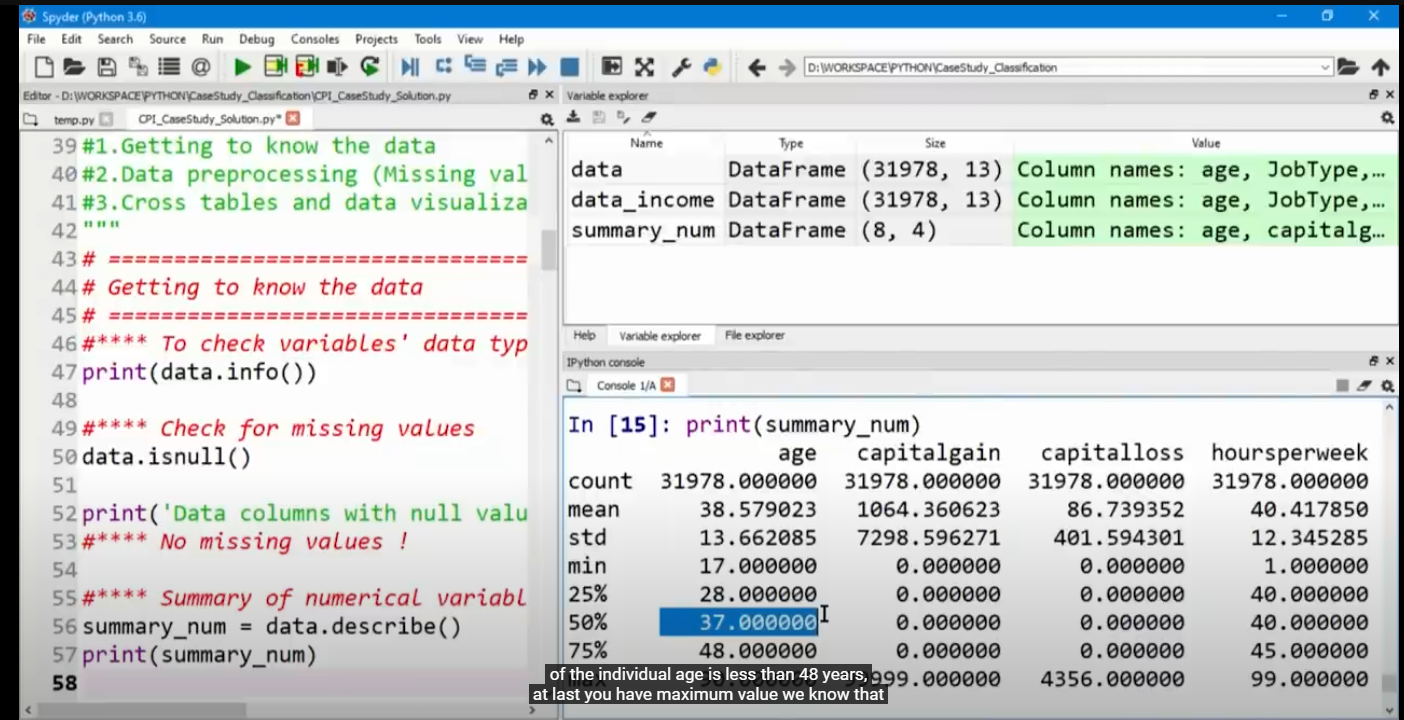 Spyder (Python 3.6)
File Edit Search Source Run Debug Consoles Projects Tools View Help
D:\WORKSPACE\PYTHON\CaseStudy_Classification
Editor - D:\WORKSPACE\PYTHON\CaseStudy_Classification\CPI_CaseStudy_Solution.py
temp.py CPI_CaseStudy_Solution.py*
39 #1.Getting to know the data
40 #2.Data preprocessing (Missing val
41 #3.Cross tables and data visualiza
42 """
43 # ================================
44 # Getting to know the data
45 # ================================
46 #**** To check variables' data typ
47 print(data.info())
48
49 #**** Check for missing values
50 data.isnull()
51
52 print('Data columns with null valu
53 #**** No missing values !
54
55 #**** Summary of numerical variabl
56 summary_num = data.describe()
57 print(summary_num)
58
Variable explorer
Name Type Size Value
data DataFrame (31978, 13) Column names: age, JobType,…
data_income DataFrame (31978, 13) Column names: age, JobType,…
summary_num DataFrame (8, 4) Column names: age, capitalg…
Help Variable explorer File explorer
IPython console
Console 1/A
In [15]: print(summary_num)
age capitalgain capitalloss hoursperweek
count 31978.000000 31978.000000 31978.000000 31978.000000
mean 38.579023 1064.360623 86.739352 40.417850
std 13.662085 7298.596271 401.594301 12.345285
min 17.000000 0.000000 0.000000 1.000000
25% 28.000000 0.000000 0.000000 40.000000
50% 37.000000 0.000000 0.000000 40.000000
75% 48.000000 0.000000 0.000000 45.000000
4356.000000 99.000000
of the individual age is less than 48 years,
at last you have maximum value we know that